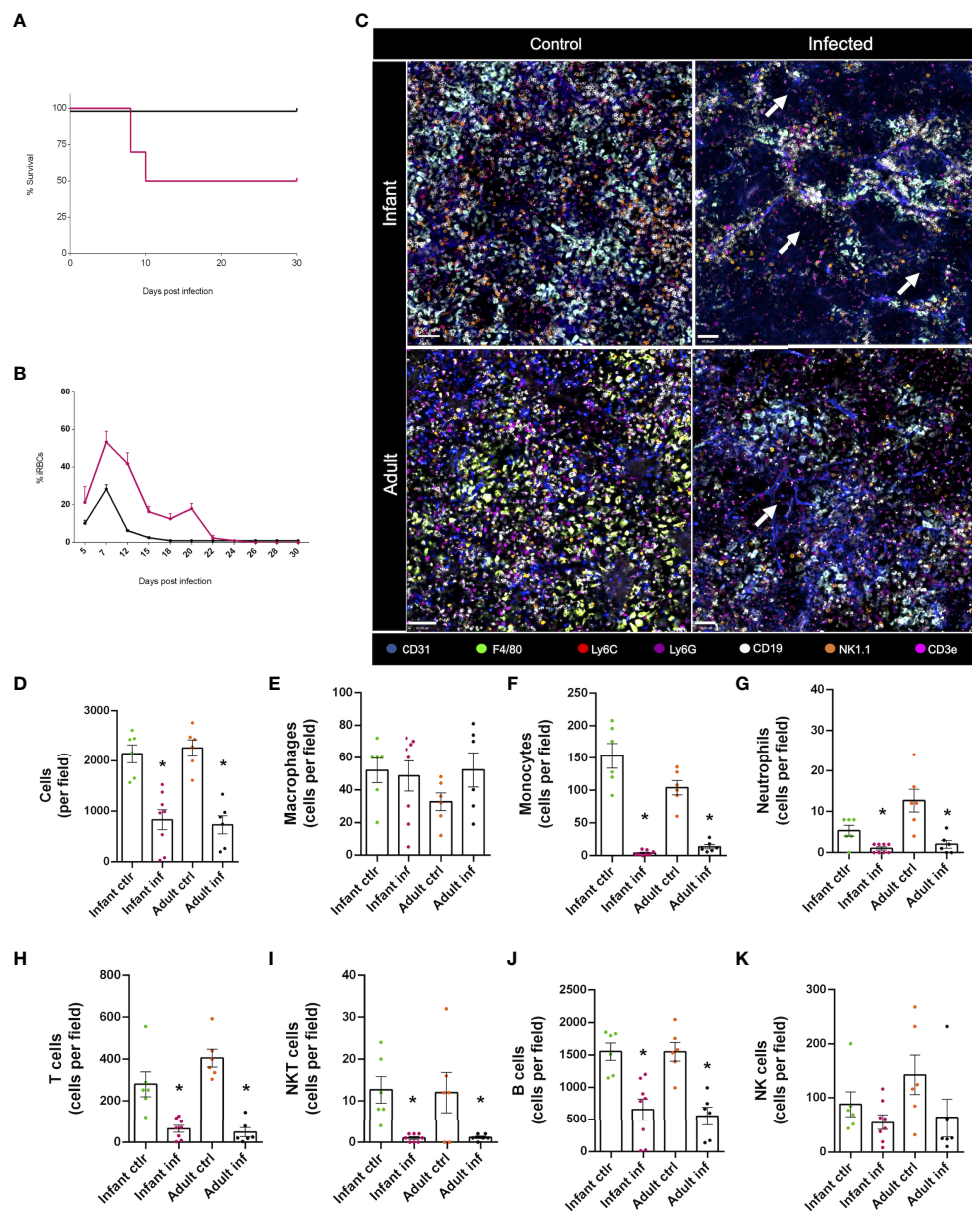 A
% Survival
100
75
50
25
0
0
10
20
30
Days post infection
B
% iRBCs
80
60
40
20
0
5
7
12
15
18
20
22
24
26
28
30
Days post infection
C
Control
Infected
Infant
Adult
CD31
F4/80
Ly6C
Ly6G
CD19
NK1.1
CD3e
D
Cells
(per field)
3000
2000
1000
0
*
*
Infant ctlr
Infant inf
Adult ctrl
Adult inf
E
Macrophages
(cells per field)
100
80
60
40
20
0
Infant ctlr
Infant inf
Adult ctrl
Adult inf
F
Monocytes
(cells per field)
250
200
150
100
50
0
*
*
Infant ctlr
Infant inf
Adult ctrl
Adult inf
G
Neutrophils
(cells per field)
40
30
20
10
0
*
*
Infant ctlr
Infant inf
Adult ctrl
Adult inf
H
T cells
(cells per field)
800
600
400
200
0
*
*
Infant ctlr
Infant inf
Adult ctrl
Adult inf
I
NKT cells
(cells per field)
40
30
20
10
0
*
*
Infant ctlr
Infant inf
Adult ctrl
Adult inf
J
B cells
(cells per field)
2500
2000
1500
1000
500
0
*
*
Infant ctlr
Infant inf
Adult ctrl
Adult inf
K
NK cells
(cells per field)
300
200
100
0
Infant ctlr
Infant inf
Adult ctrl
Adult inf